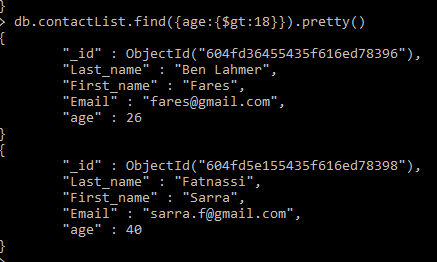 }
> db.contactList.find({age:{$gt:18}}).pretty()
{
"_id" : ObjectId("604fd36455435f616ed78396"),
"Last_name" : "Ben Lahmer",
"First_name" : "Fares",
"Email" : "fares@gmail.com",
"age" : 26
}
{
"_id" : ObjectId("604fd5e155435f616ed78398"),
"Last_name" : "Fatnassi",
"First_name" : "Sarra",
"Email" : "sarra.f@gmail.com",
"age" : 40
}
>